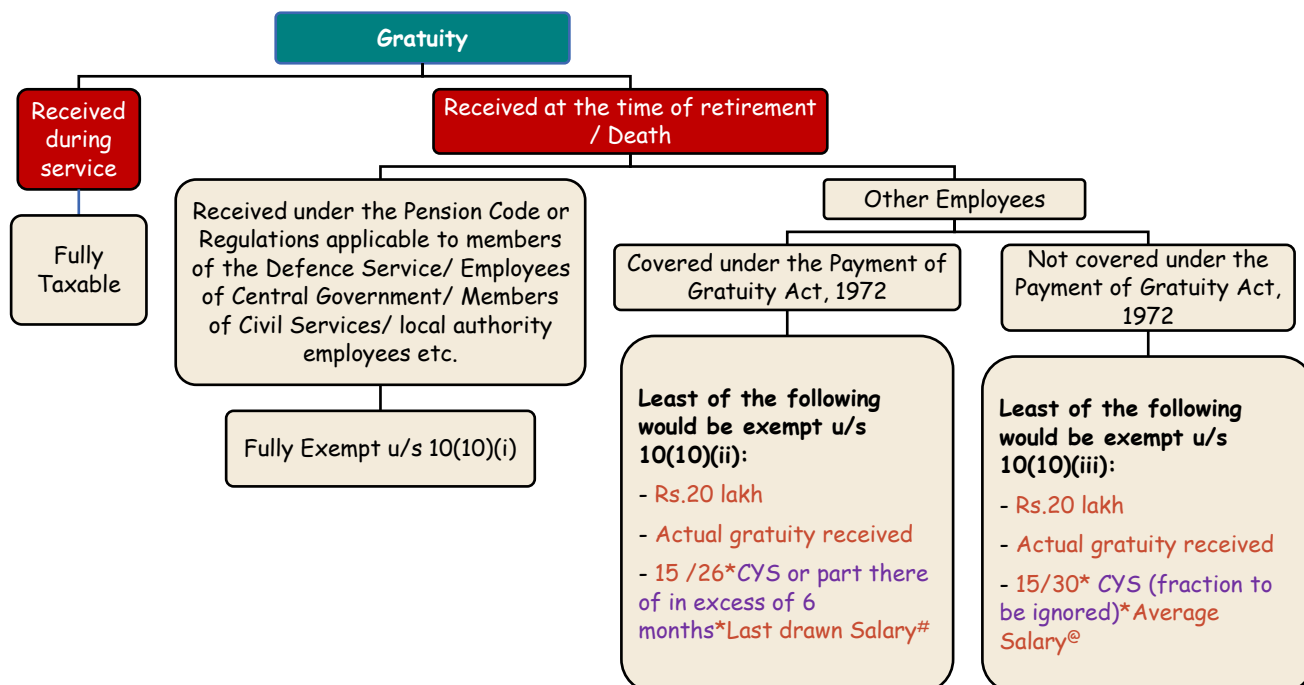 Gratuity
Received
during
service
Received at the time of retirement
/ Death
Fully
Taxable
Received under the Pension Code or
Regulations applicable to members
of the Defence Service/ Employees
of Central Government/ Members
of Civil Services/ local authority
employees etc.
Fully Exempt u/s 10(10)(i)
Other Employees
Covered under the Payment of
Gratuity Act, 1972
Not covered under the
Payment of Gratuity Act,
1972
Least of the following
would be exempt u/s
10(10)(ii):
- Rs.20 lakh
- Actual gratuity received
- 15 /26*CYS or part there
of in excess of 6
months*Last drawn Salary#
Least of the following
would be exempt u/s
10(10)(iii):
- Rs.20 lakh
- Actual gratuity received
- 15/30* CYS (fraction to
be ignored)*Average
Salary@